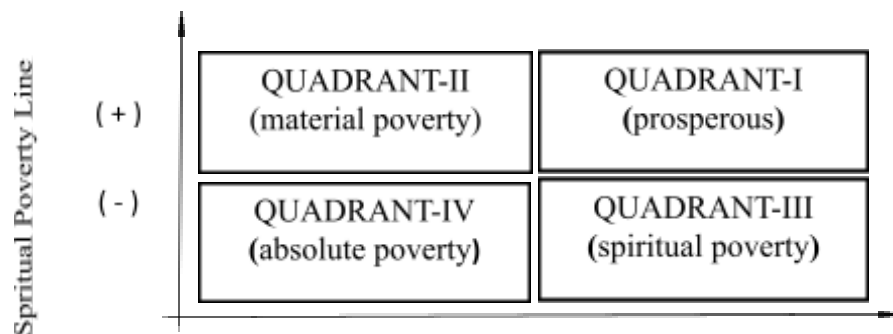 Spritual Poverty Line
( + )
( - )
QUADRANT-II
(material poverty)
QUADRANT-I
(prosperous)
QUADRANT-IV
(absolute poverty)
QUADRANT-III
(spiritual poverty)